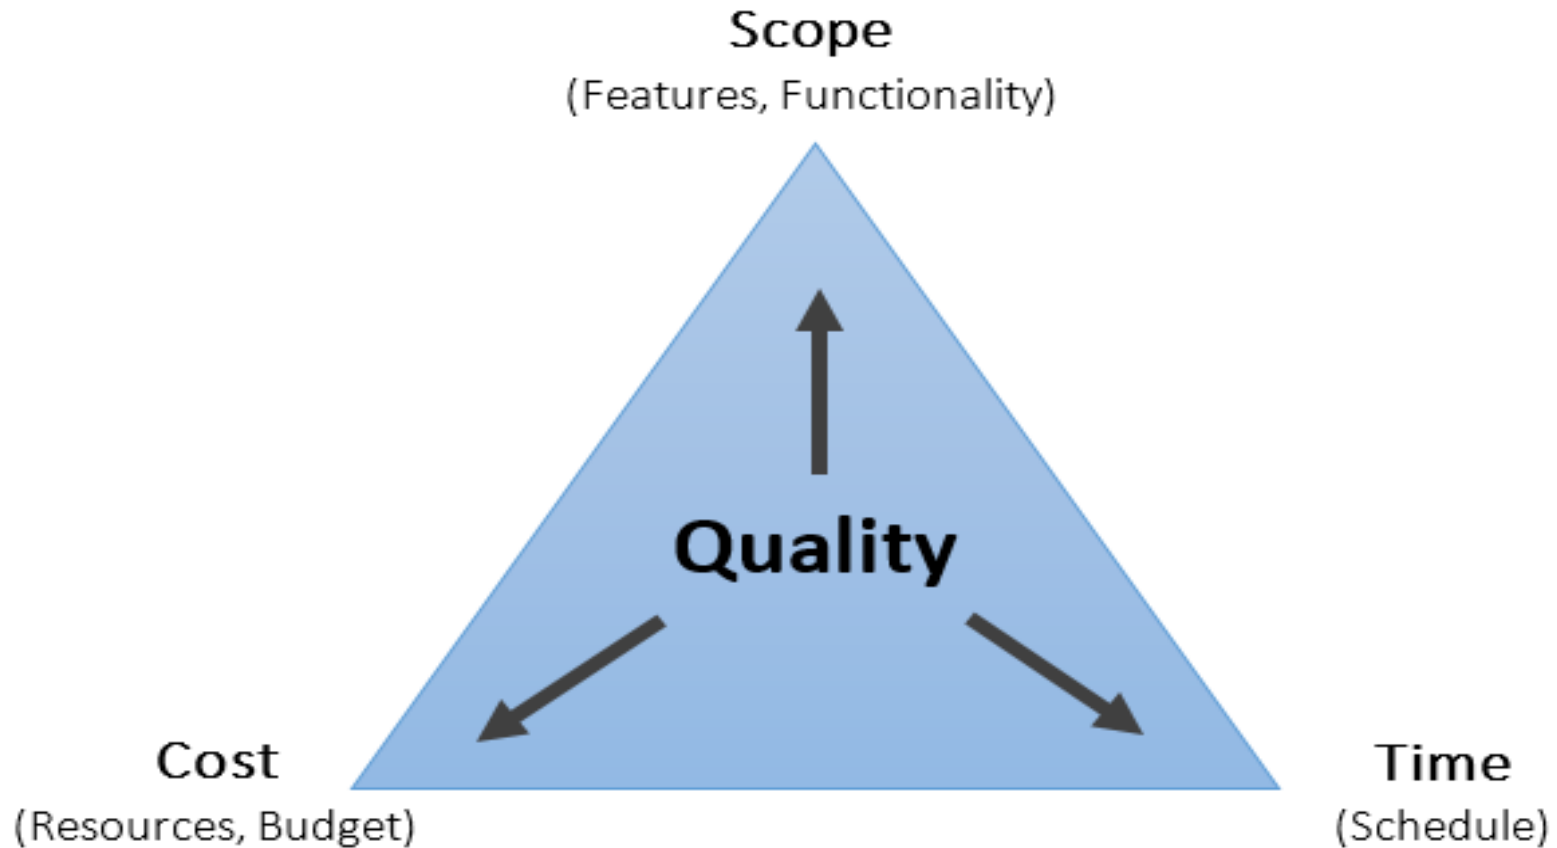 Scope
(Features, Functionality)
Quality
Cost
(Resources, Budget)
Time
(Schedule)